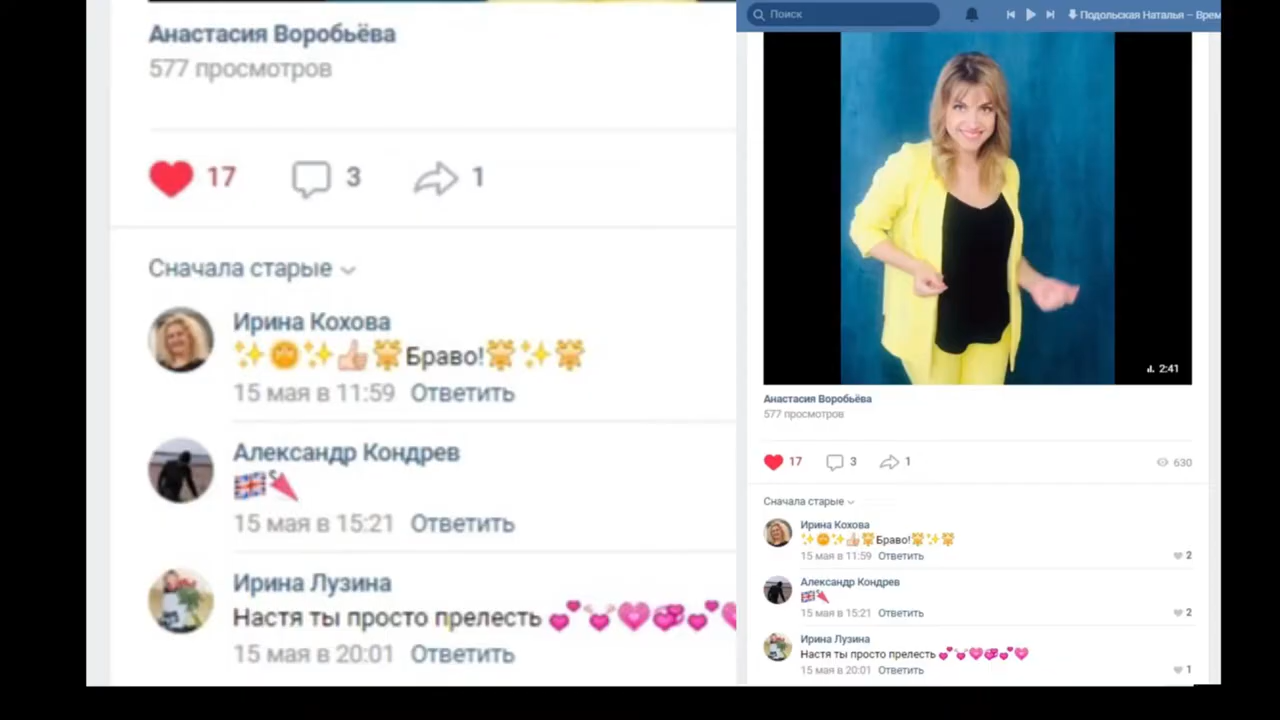 Анастасия Воробьёва
577 просмотров
17 3 1
Сначала старые
Ирина Кохова
Браво!
15 мая в 11:59 Ответить
Александр Кондрев
15 мая в 15:21 Ответить
Ирина Лузина
Настя ты просто прелесть
15 мая в 20:01 Ответить
Поиск
Подольская Наталья – Врем
2:41
Анастасия Воробьёва
577 просмотров
17 3 1 630
Сначала старые
Ирина Кохова
Браво!
15 мая в 11:59 Ответить 2
Александр Кондрев
15 мая в 15:21 Ответить 2
Ирина Лузина
Настя ты просто прелесть
15 мая в 20:01 Ответить 1